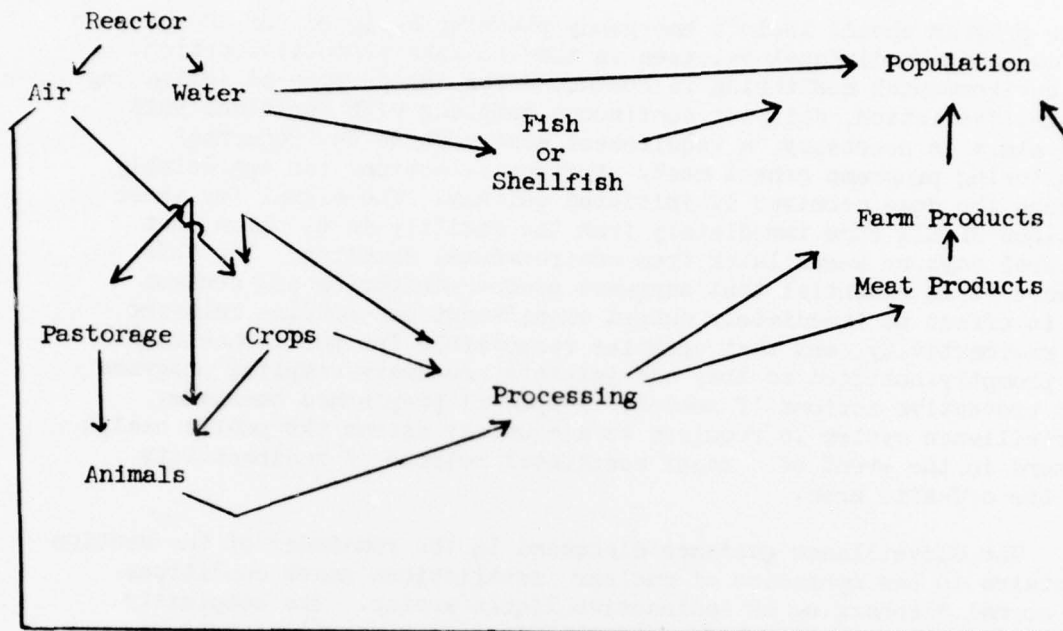 Reactor
Air
Water
Population
Fish
or
Shellfish
Farm Products
Meat Products
Pastorage
Crops
Processing
Animals